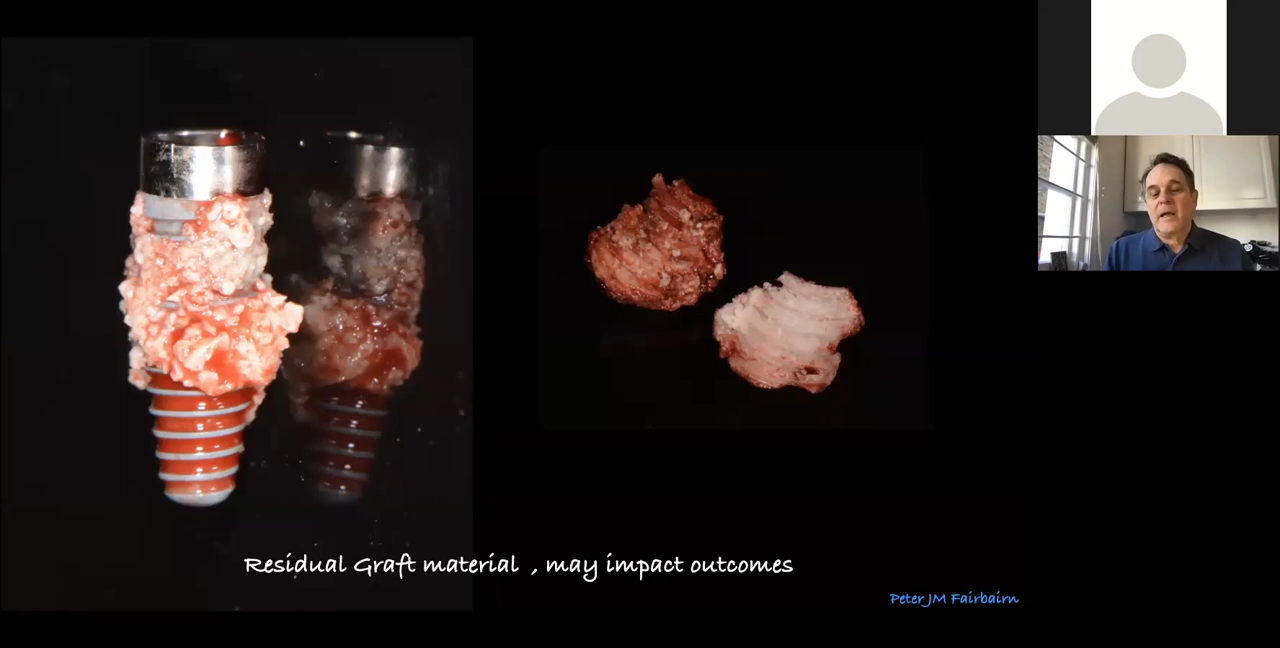 Residual Graft material , may impact outcomes
Peter JM Fairbairn